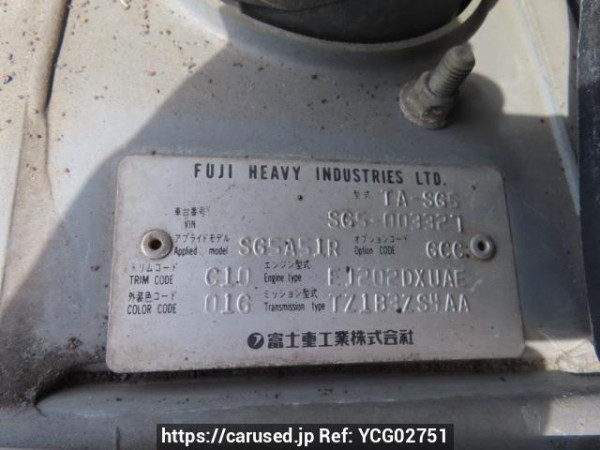 FUJI HEAVY INDUSTRIES LTD.
型式 TA-SG5
車台番号 VIN SG5-003327
アプライドモデル Applied model SG5A51R オプションコード Option CODE GCC
トリムコード TRIM CODE C10 エンジン型式 Engine type EJ202DXUAE
外装色コード COLOR CODE 01G ミッション型式 Transmission type TZ1B3ZS4AA
富士重工業株式会社
https://carused.jp Ref: YCG02751